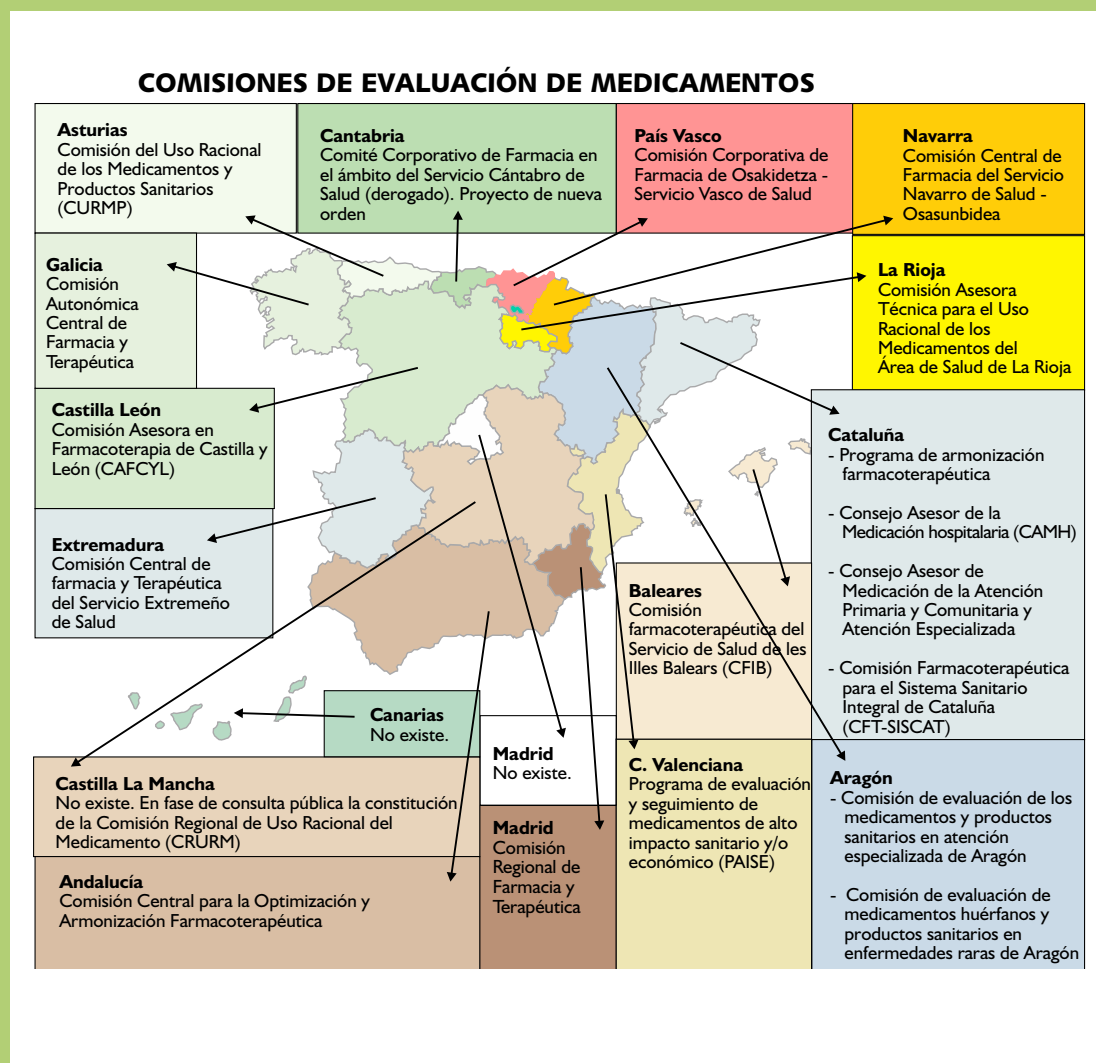 COMISIONES DE EVALUACIÓN DE MEDICAMENTOS
Asturias
Comisión del Uso Racional
de los Medicamentos y
Productos Sanitarios
(CURMP)
Cantabria
Comité Corporativo de Farmacia en
el ámbito del Servicio Cántabro de
Salud (derogado). Proyecto de nueva
orden
País Vasco
Comisión Corporativa de
Farmacia de Osakidetza -
Servicio Vasco de Salud
Navarra
Comisión Central de
Farmacia del Servicio
Navarro de Salud -
Osasunbidea
Galicia
Comisión
Autonómica
Central de
Farmacia y
Terapéutica
La Rioja
Comisión Asesora
Técnica para el Uso
Racional de los
Medicamentos del
Área de Salud de La Rioja
Castilla León
Comisión Asesora en
Farmacoterapia de Castilla y
León (CAFCYL)
Cataluña
- Programa de armonización
farmacoterapéutica
- Consejo Asesor de la
Medicación hospitalaria (CAMH)
- Consejo Asesor de
Medicación de la Atención
Primaria y Comunitaria y
Atención Especializada
- Comisión Farmacoterapéutica
para el Sistema Sanitario
Integral de Cataluña
(CFT-SISCAT)
Extremadura
Comisión Central de
farmacia y Terapéutica
del Servicio Extremeño
de Salud
Baleares
Comisión
farmacoterapéutica del
Servicio de Salud de les
Illes Balears (CFIB)
Canarias
No existe.
Madrid
No existe.
C. Valenciana
Programa de evaluación
y seguimiento de
medicamentos de alto
impacto sanitario y/o
económico (PAISE)
Aragón
- Comisión de evaluación de los
medicamentos y productos
sanitarios en atención
especializada de Aragón
- Comisión de evaluación de
medicamentos huérfanos y
productos sanitarios en
enfermedades raras de Aragón
Castilla La Mancha
No existe. En fase de consulta pública la constitución
de la Comisión Regional de Uso Racional del
Medicamento (CRURM)
Madrid
Comisión
Regional de
Farmacia y
Terapéutica
Andalucía
Comisión Central para la Optimización y
Armonización Farmacoterapéutica